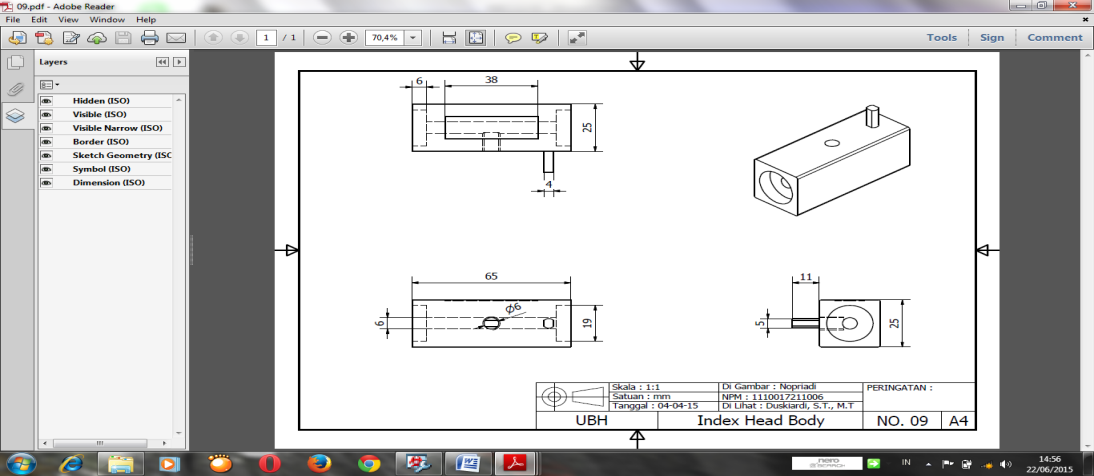 09.pdf - Adobe Reader
File Edit View Window Help
1 / 1 70,4% Tools Sign Comment
Layers
Hidden (ISO)
Visible (ISO)
Visible Narrow (ISO)
Border (ISO)
Sketch Geometry (ISC
Symbol (ISO)
Dimension (ISO)
6 38
25
4
65
Ø6
6
19
11
5
25
Skala : 1:1 Di Gambar : Nopriadi PERINGATAN :
Satuan : mm NPM : 1110017211006
Tanggal : 04-04-15 Di Lihat : Duskiardi, S.T., M.T
UBH Index Head Body NO. 09 A4
nero IN 14:56
22/06/2015